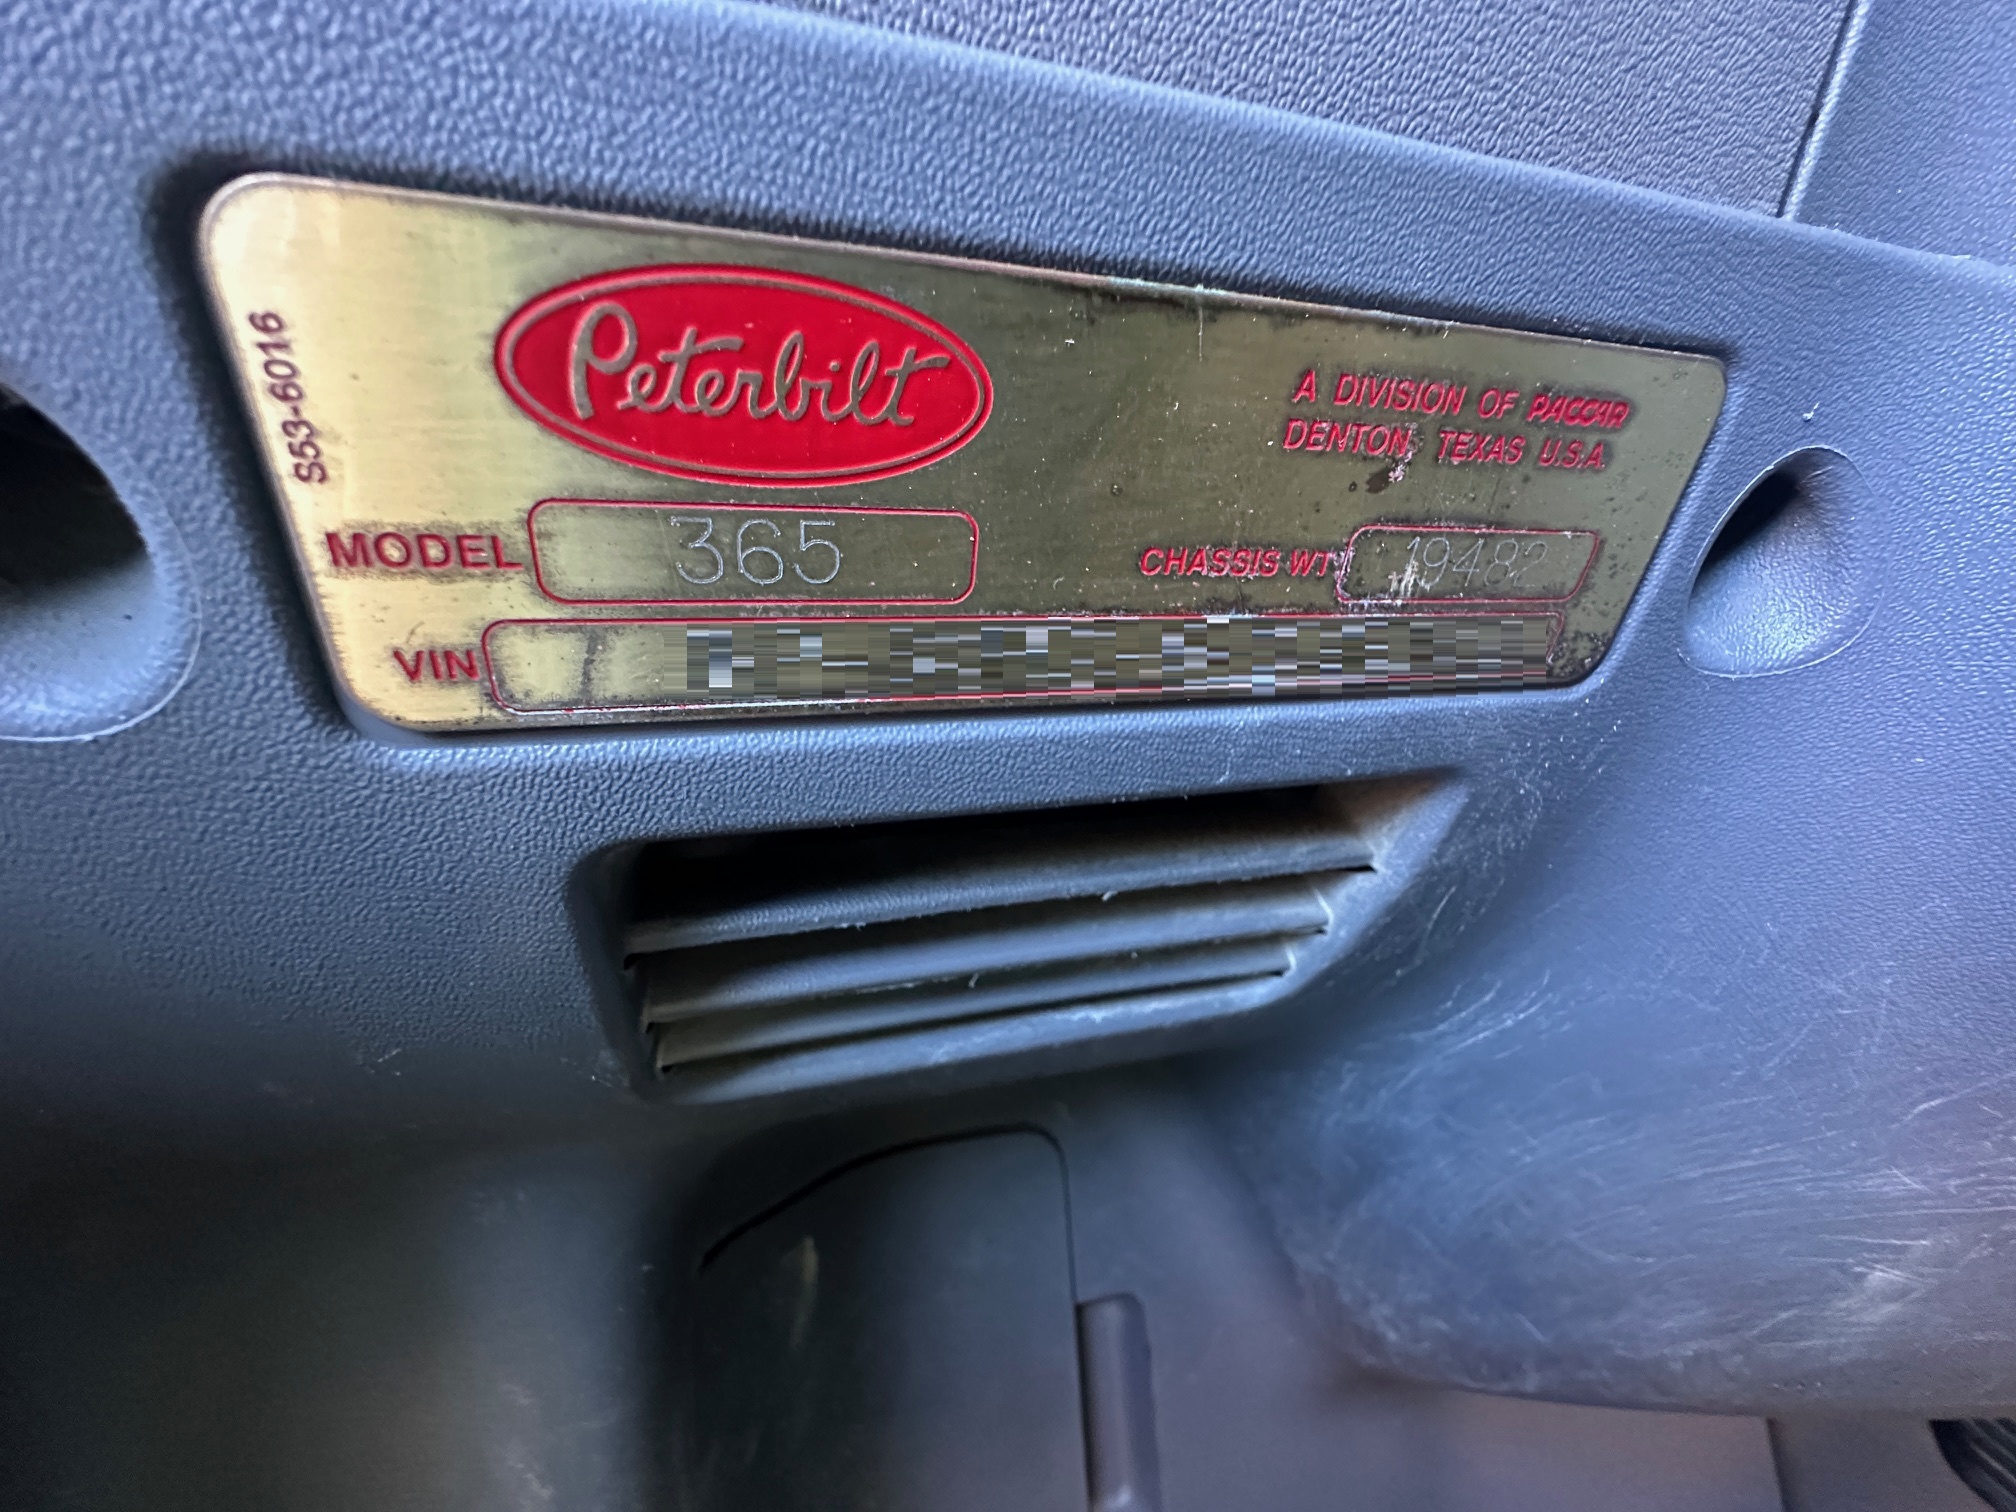 S53-6016
Peterbilt
A DIVISION OF PACCAR
DENTON, TEXAS U.S.A.
MODEL 365
CHASSIS WT 19482
VIN